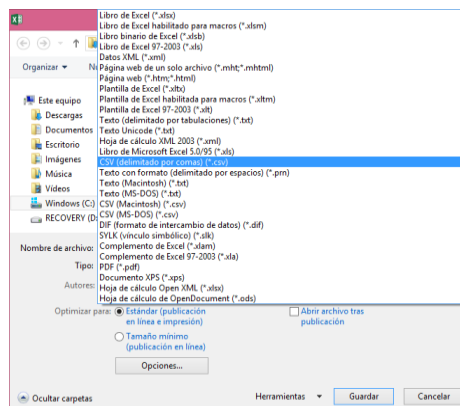 Libro de Excel (*.xlsx)
Libro de Excel habilitado para macros (*.xlsm)
Libro binario de Excel (*.xlsb)
Libro de Excel 97-2003 (*.xls)
Datos XML (*.xml)
Página web de un solo archivo (*.mht;*.mhtml)
Página web (*.htm;*.html)
Plantilla de Excel (*.xltx)
Plantilla de Excel habilitada para macros (*.xltm)
Plantilla de Excel 97-2003 (*.xlt)
Texto (delimitado por tabulaciones) (*.txt)
Texto Unicode (*.txt)
Hoja de cálculo XML 2003 (*.xml)
Libro de Microsoft Excel 5.0/95 (*.xls)
CSV (delimitado por comas) (*.csv)
Texto con formato (delimitado por espacios) (*.prn)
Texto (Macintosh) (*.txt)
Texto (MS-DOS) (*.txt)
CSV (Macintosh) (*.csv)
CSV (MS-DOS) (*.csv)
DIF (formato de intercambio de datos) (*.dif)
SYLK (vínculo simbólico) (*.slk)
Complemento de Excel (*.xlam)
Complemento de Excel 97-2003 (*.xla)
PDF (*.pdf)
Documento XPS (*.xps)
Hoja de cálculo Open XML (*.xlsx)
Hoja de cálculo de OpenDocument (*.ods)
Organizar
Este equipo
Descargas
Documentos
Escritorio
Imágenes
Música
Vídeos
Windows (C:)
RECOVERY (D:
Nombre de archivo:
Tipo:
Autores:
Optimizar para:
Estándar (publicación
en línea e impresión)
Tamaño mínimo
(publicación en línea)
Abrir archivo tras
publicación
Opciones...
Ocultar carpetas
Herramientas
Guardar
Cancelar